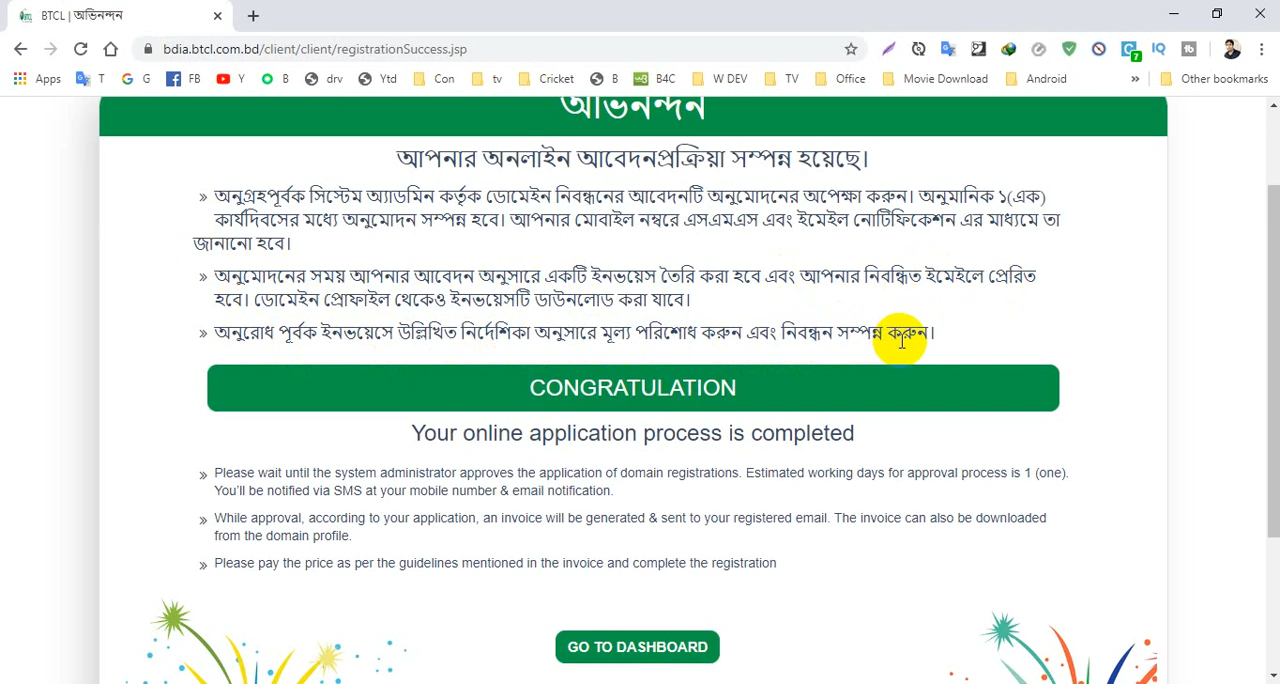 BTCL | অভিনন্দন
bdia.btcl.com.bd/client/client/registrationSuccess.jsp
Apps T G FB Y B drv Ytd Con tv Cricket B B4C W DEV TV Office Movie Download Android » Other bookmarks
অভিনন্দন
আপনার অনলাইন আবেদনপ্রক্রিয়া সম্পন্ন হয়েছে।
» অনুগ্রহপূর্বক সিস্টেম অ্যাডমিন কর্তৃক ডোমেইন নিবন্ধনের আবেদনটি অনুমোদনের অপেক্ষা করুন। অনুমানিক ১(এক)
কার্যদিবসের মধ্যে অনুমোদন সম্পন্ন হবে। আপনার মোবাইল নম্বরে এসএমএস এবং ইমেইল নোটিফিকেশন এর মাধ্যমে তা
জানানো হবে।
» অনুমোদনের সময় আপনার আবেদন অনুসারে একটি ইনভয়েস তৈরি করা হবে এবং আপনার নিবন্ধিত ইমেইলে প্রেরিত
হবে। ডোমেইন প্রোফাইল থেকেও ইনভয়েসটি ডাউনলোড করা যাবে।
» অনুরোধ পূর্বক ইনভয়েসে উল্লিখিত নির্দেশিকা অনুসারে মূল্য পরিশোধ করুন এবং নিবন্ধন সম্পন্ন করুন।
CONGRATULATION
Your online application process is completed
» Please wait until the system administrator approves the application of domain registrations. Estimated working days for approval process is 1 (one).
You'll be notified via SMS at your mobile number & email notification.
» While approval, according to your application, an invoice will be generated & sent to your registered email. The invoice can also be downloaded
from the domain profile.
» Please pay the price as per the guidelines mentioned in the invoice and complete the registration
GO TO DASHBOARD